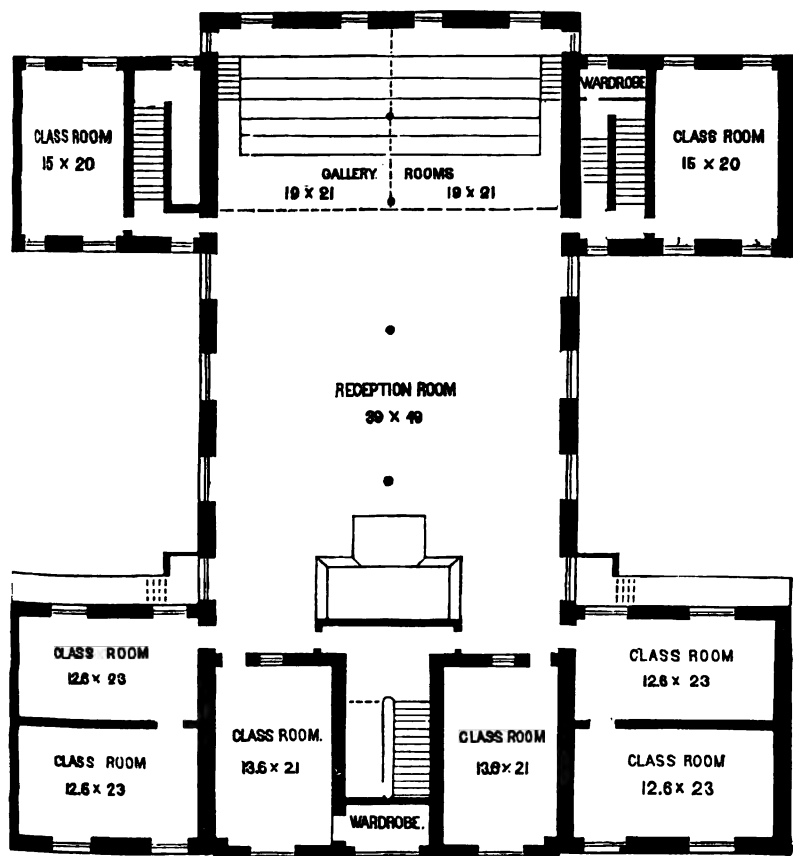 WARDROBE
CLASS ROOM
15 × 20
CLASS ROOM
15 × 20
GALLERY ROOMS
19 × 21 19 × 21
RECEPTION ROOM
39 × 49
CLASS ROOM
12.6 × 23
CLASS ROOM
12.6 × 23
CLASS ROOM.
13.6 × 21
CLASS ROOM
13.6 × 21
CLASS ROOM
12.6 × 23
CLASS ROOM
12.6 × 23
WARDROBE.